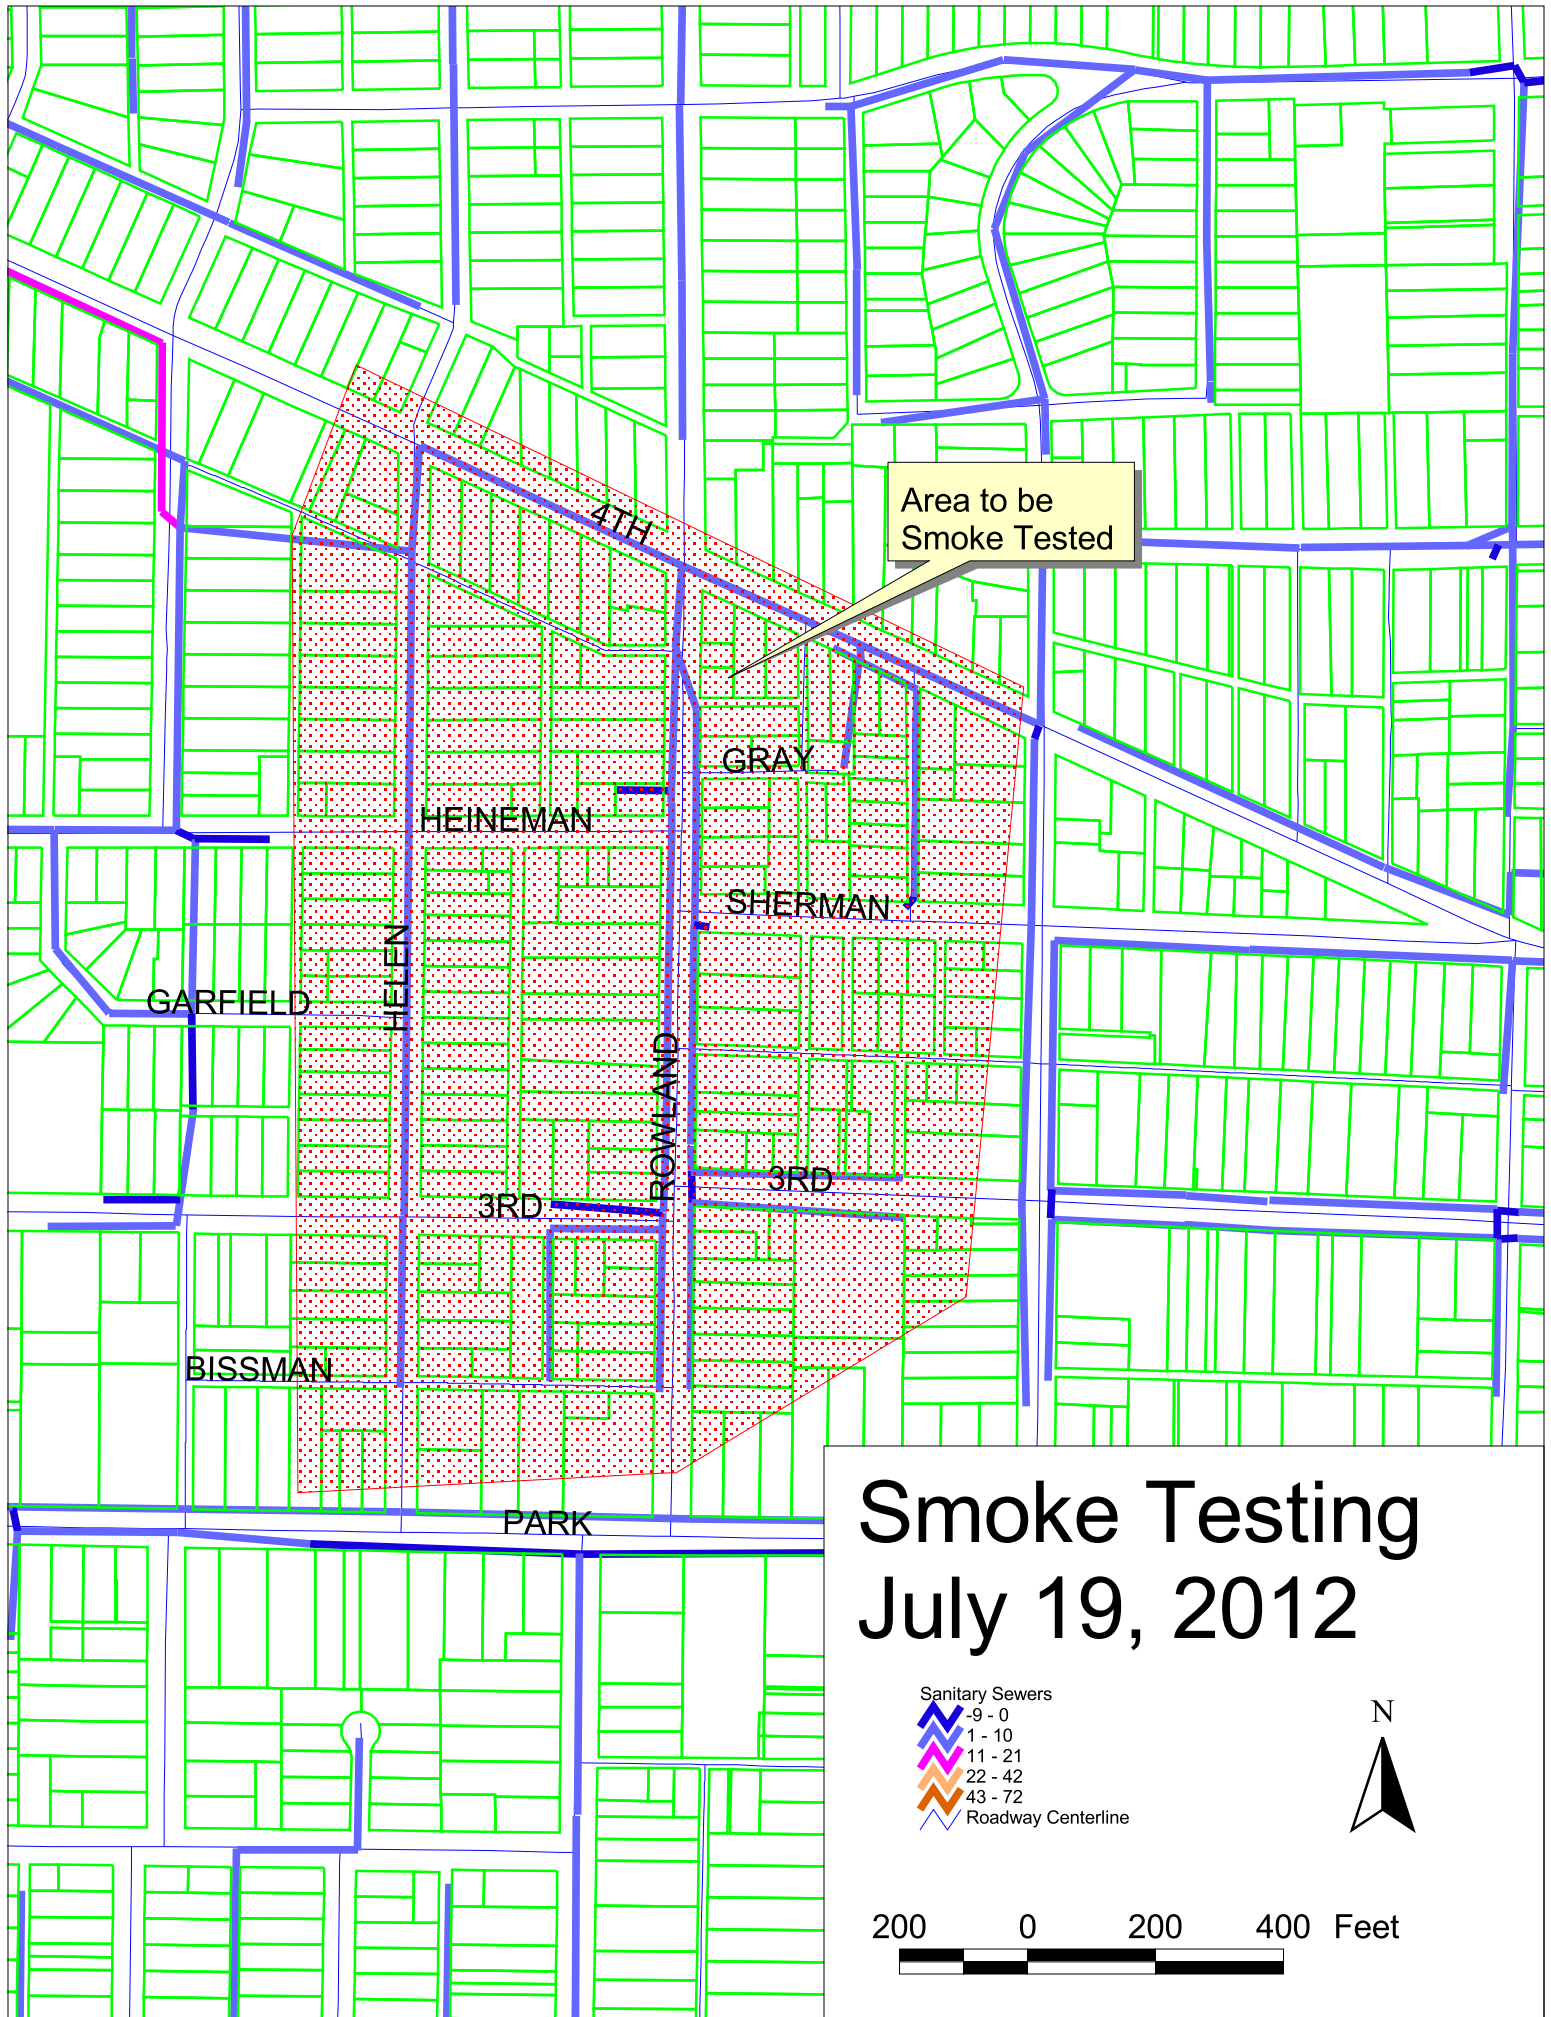 4TH
Area to be
Smoke Tested
GRAY
HEINEMAN
SHERMAN
HELEN
GARFIELD
ROWLAND
3RD
3RD
BISSMAN
PARK
Smoke Testing
July 19, 2012
Sanitary Sewers
-9 - 0
1 - 10
11 - 21
22 - 42
43 - 72
Roadway Centerline
N
200 0 200 400 Feet